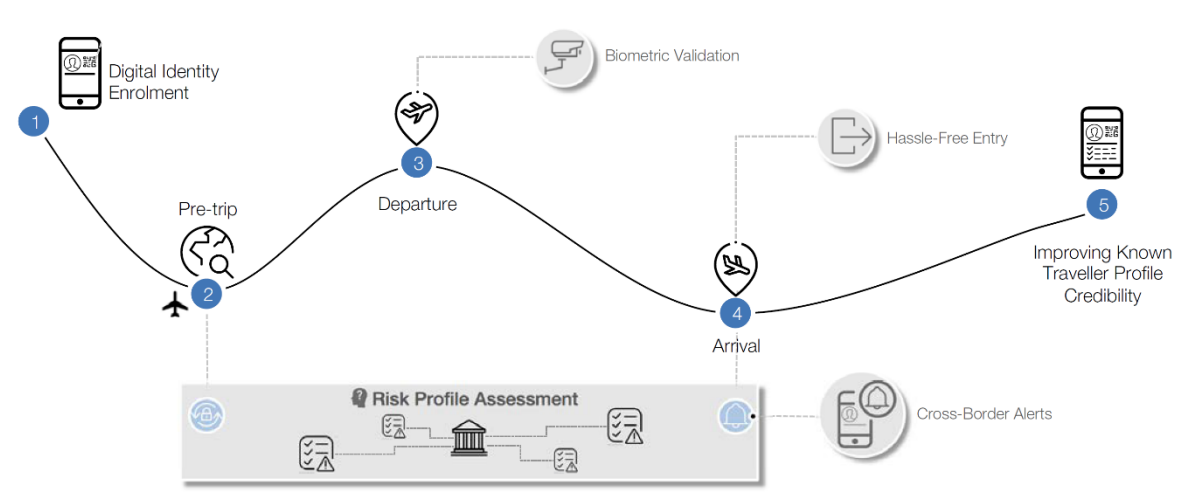 1
Digital Identity
Enrolment
Pre-trip
2
3
Departure
Biometric Validation
4
Arrival
Hassle-Free Entry
5
Improving Known
Traveller Profile
Credibility
Risk Profile Assessment
Cross-Border Alerts